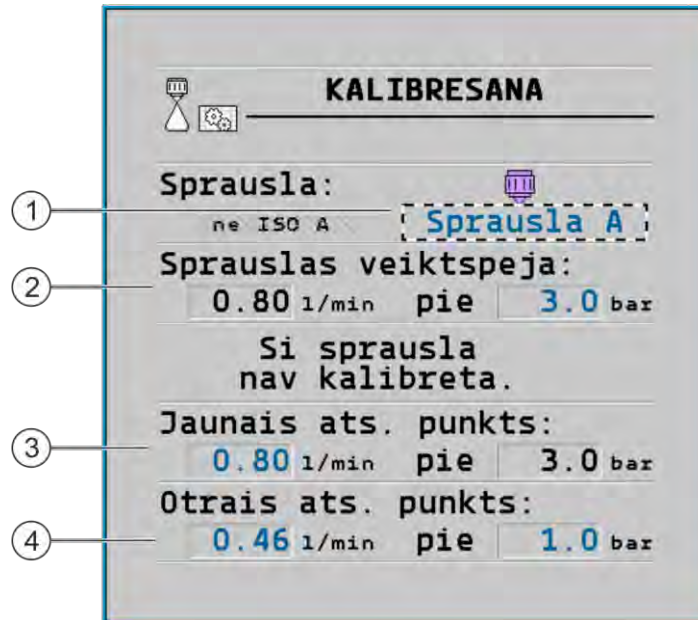 KALIBRESANA
Sprausla:
1
ne ISO A Sprausla A
Sprauslas veiktspeja:
2
0.80 l/min pie 3.0 bar
Si sprausla
nav kalibreta.
Jaunais ats. punkts:
3
0.80 l/min pie 3.0 bar
Otrais ats. punkts:
4
0.46 l/min pie 1.0 bar